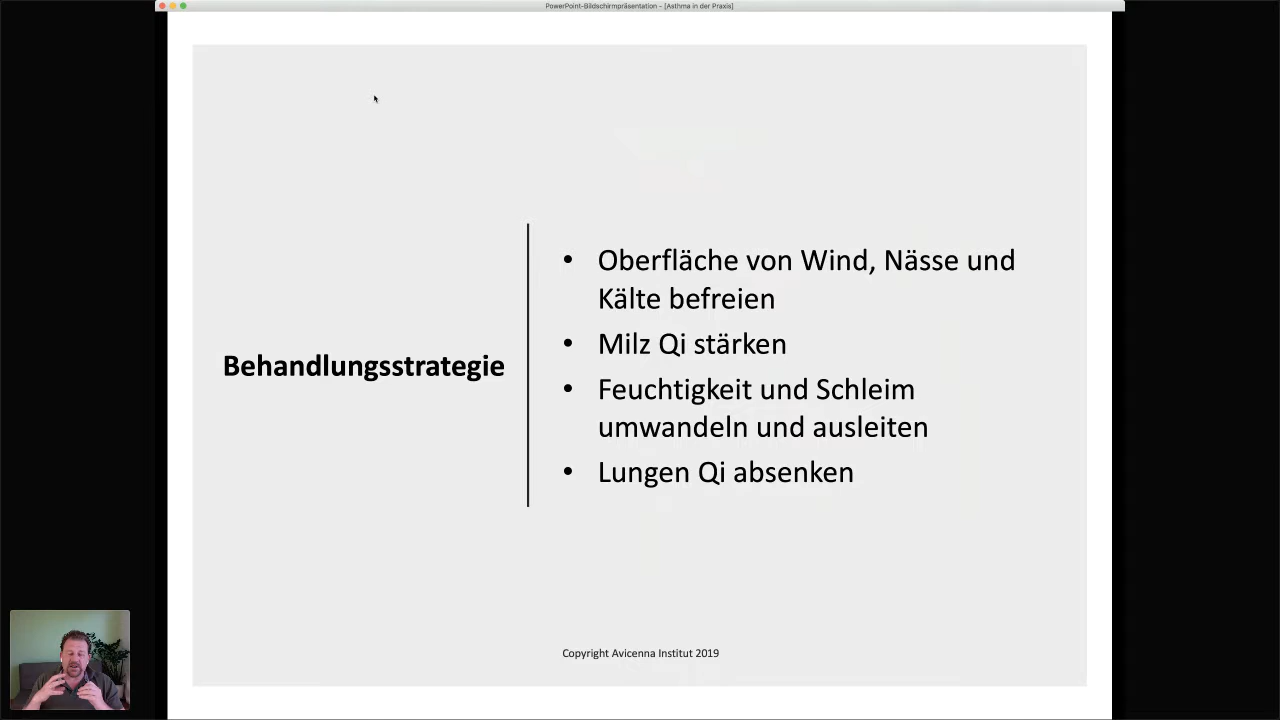 PowerPoint-Bildschirmpräsentation - [Asthma in der Praxis]
Behandlungsstrategie
• Oberfläche von Wind, Nässe und
Kälte befreien
• Milz Qi stärken
• Feuchtigkeit und Schleim
umwandeln und ausleiten
• Lungen Qi absenken
Copyright Avicenna Institut 2019